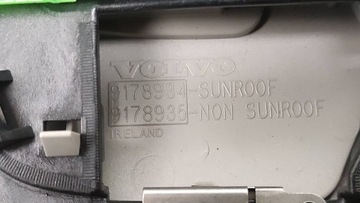 VOLVO
9178934-SUNROOF
9178935-NON SUNROOF
IRELAND